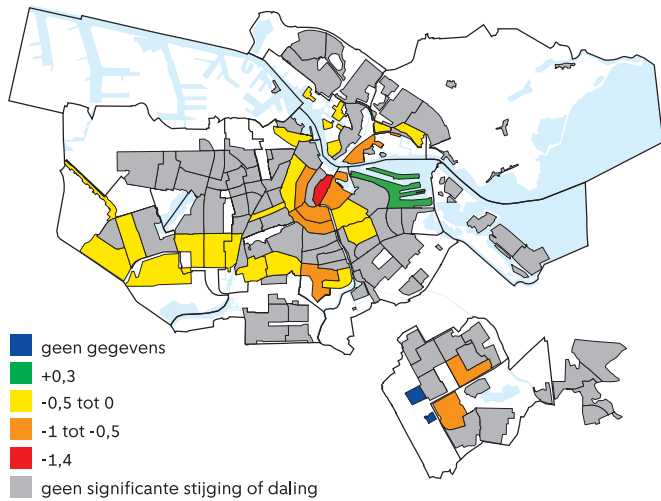 geen gegevens
+0,3
-0,5 tot 0
-1 tot -0,5
-1,4
geen significante stijging of daling